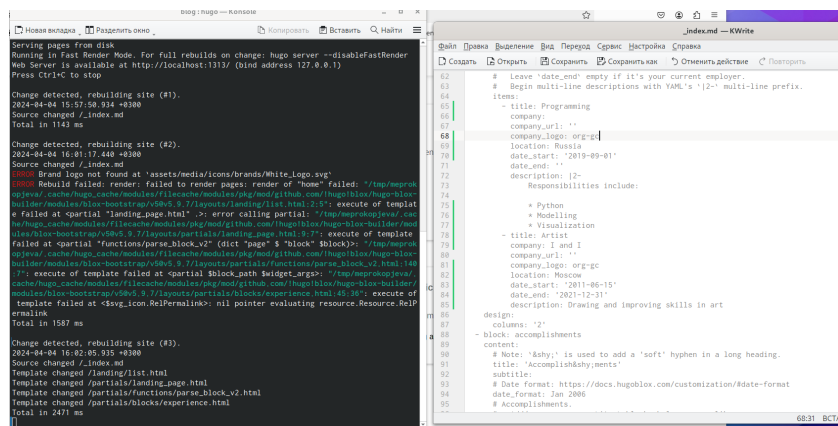 blog : hugo — Konsole
Новая вкладка
Разделить окно
Копировать
Вставить
Найти
Serving pages from disk
Running in Fast Render Mode. For full rebuilds on change: hugo server --disableFastRender
Web Server is available at http://localhost:1313/ (bind address 127.0.0.1)
Press Ctrl+C to stop
Change detected, rebuilding site (#1).
2024-04-04 15:57:50.934 +0300
Source changed /_index.md
Total in 1143 ms
Change detected, rebuilding site (#2).
2024-04-04 16:01:17.440 +0300
Source changed /_index.md
ERROR Brand logo not found at 'assets/media/icons/brands/White_Logo.svg'
ERROR Rebuild failed: render: failed to render pages: render of "home" failed: "/tmp/meprok
opjeva/.cache/hugo_cache/modules/filecache/modules/pkg/mod/github.com/!hugo!blox/hugo-blox-
builder/modules/blox-bootstrap/v5@v5.9.7/layouts/landing/list.html:2:5": execute of templat
e failed at <partial "landing_page.html" .>: error calling partial: "/tmp/meprokopjeva/.cac
he/hugo_cache/modules/filecache/modules/pkg/mod/github.com/!hugo!blox/hugo-blox-builder/mod
ules/blox-bootstrap/v5@v5.9.7/layouts/partials/landing_page.html:9:7": execute of template
failed at <partial "functions/parse_block_v2" (dict "page" $ "block" $block)>: "/tmp/meprok
opjeva/.cache/hugo_cache/modules/filecache/modules/pkg/mod/github.com/!hugo!blox/hugo-blox-
builder/modules/blox-bootstrap/v5@v5.9.7/layouts/partials/functions/parse_block_v2.html:140
:7": execute of template failed at <partial $block_path $widget_args>: "/tmp/meprokopjeva/.
cache/hugo_cache/modules/filecache/modules/pkg/mod/github.com/!hugo!blox/hugo-blox-builder/
modules/blox-bootstrap/v5@v5.9.7/layouts/partials/blocks/experience.html:45:36": execute of
template failed at <$svg_icon.RelPermalink>: nil pointer evaluating resource.Resource.RelP
ermalink
Total in 1587 ms
Change detected, rebuilding site (#3).
2024-04-04 16:02:05.935 +0300
Source changed /_index.md
Template changed /landing/list.html
Template changed /partials/landing_page.html
Template changed /partials/functions/parse_block_v2.html
Template changed /partials/blocks/experience.html
Total in 2471 ms
_index.md — KWrite
Файл Правка Выделение Вид Переход Сервис Настройка Справка
Создать Открыть Сохранить Сохранить как Отменить действие Повторить
62 # Leave 'date_end' empty if it's your current employer.
63 # Begin multi-line descriptions with YAML's '|2-' multi-line prefix.
64 items:
65 - title: Programming
66 company:
67 company_url: ''
68 company_logo: org-gc
69 location: Russia
70 date_start: '2019-09-01'
71 date_end: ''
72 description: |2-
73 Responsibilities include:
74
75 * Python
76 * Modelling
77 * Visualization
78 - title: Artist
79 company: I and I
80 company_url: ''
81 company_logo: org-gc
82 location: Moscow
83 date_start: '2011-06-15'
84 date_end: '2021-12-31'
85 description: Drawing and improving skills in art
86 design:
87 columns: '2'
88 - block: accomplishments
89 content:
90 # Note: '&shy;' is used to add a 'soft' hyphen in a long heading.
91 title: 'Accomplish&shy;ments'
92 subtitle:
93 # Date format: https://docs.hugoblox.com/customization/#date-format
94 date_format: Jan 2006
95 # Accomplishments.
68:31 ВСТА